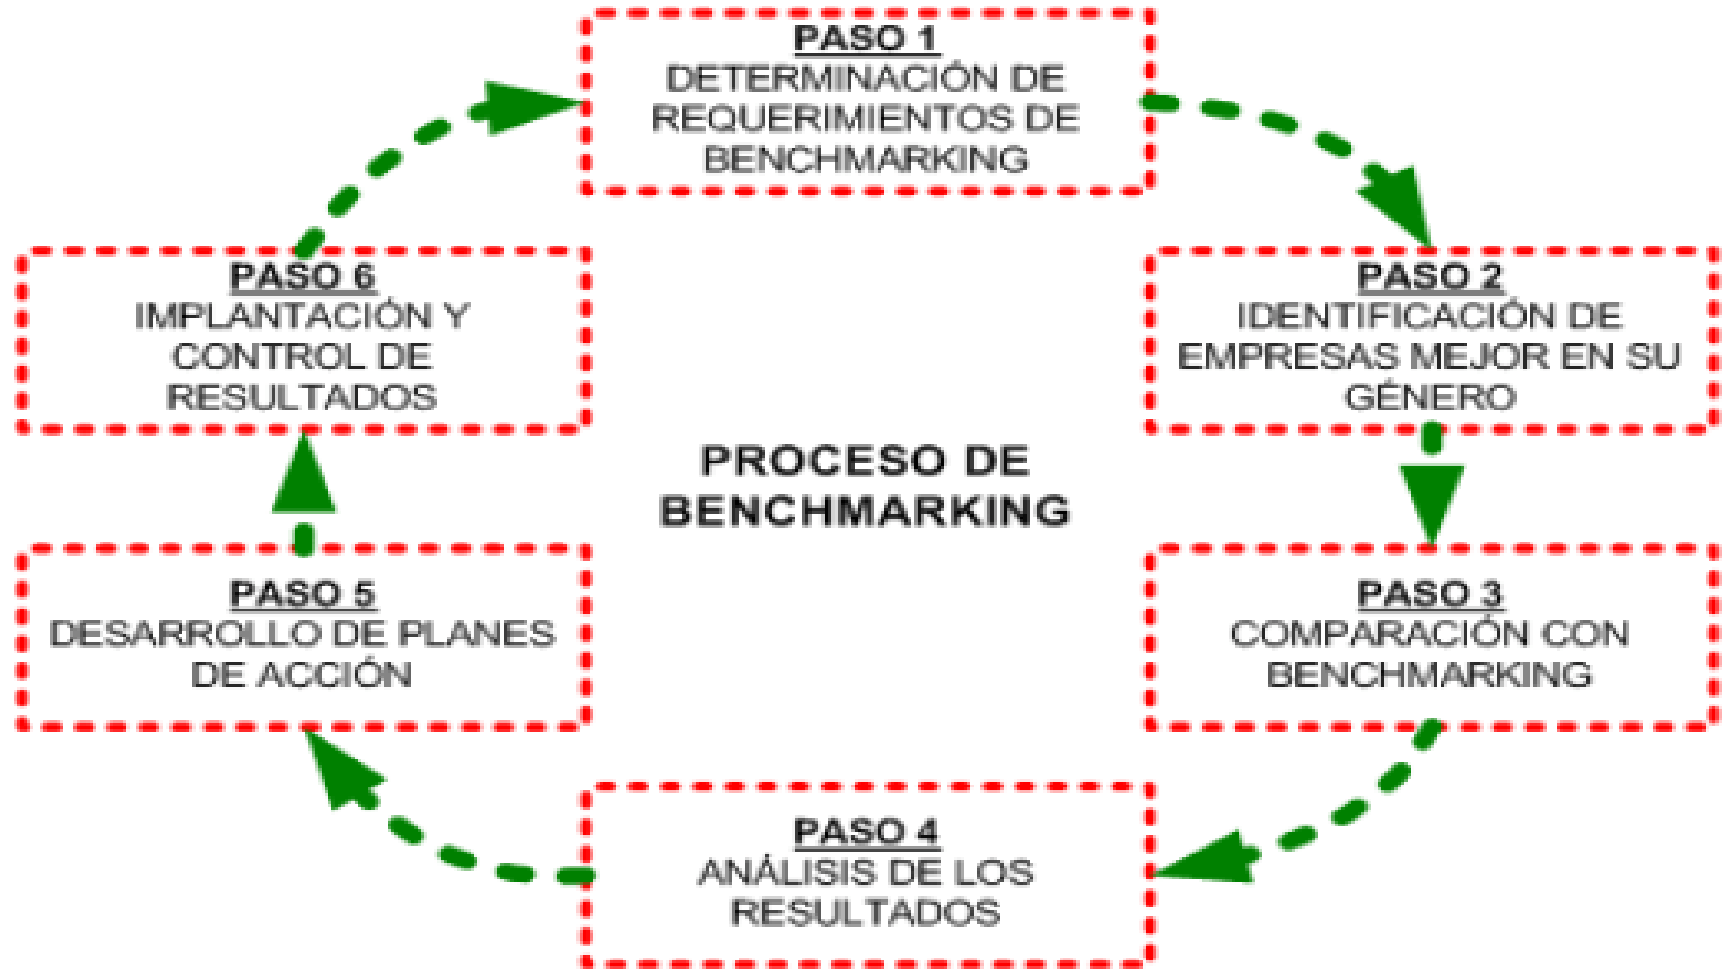 PASO 1
DETERMINACIÓN DE
REQUERIMIENTOS DE
BENCHMARKING
PASO 2
IDENTIFICACIÓN DE
EMPRESAS MEJOR EN SU
GÉNERO
PASO 3
COMPARACIÓN CON
BENCHMARKING
PASO 4
ANÁLISIS DE LOS
RESULTADOS
PASO 5
DESARROLLO DE PLANES
DE ACCIÓN
PASO 6
IMPLANTACIÓN Y
CONTROL DE
RESULTADOS
PROCESO DE
BENCHMARKING